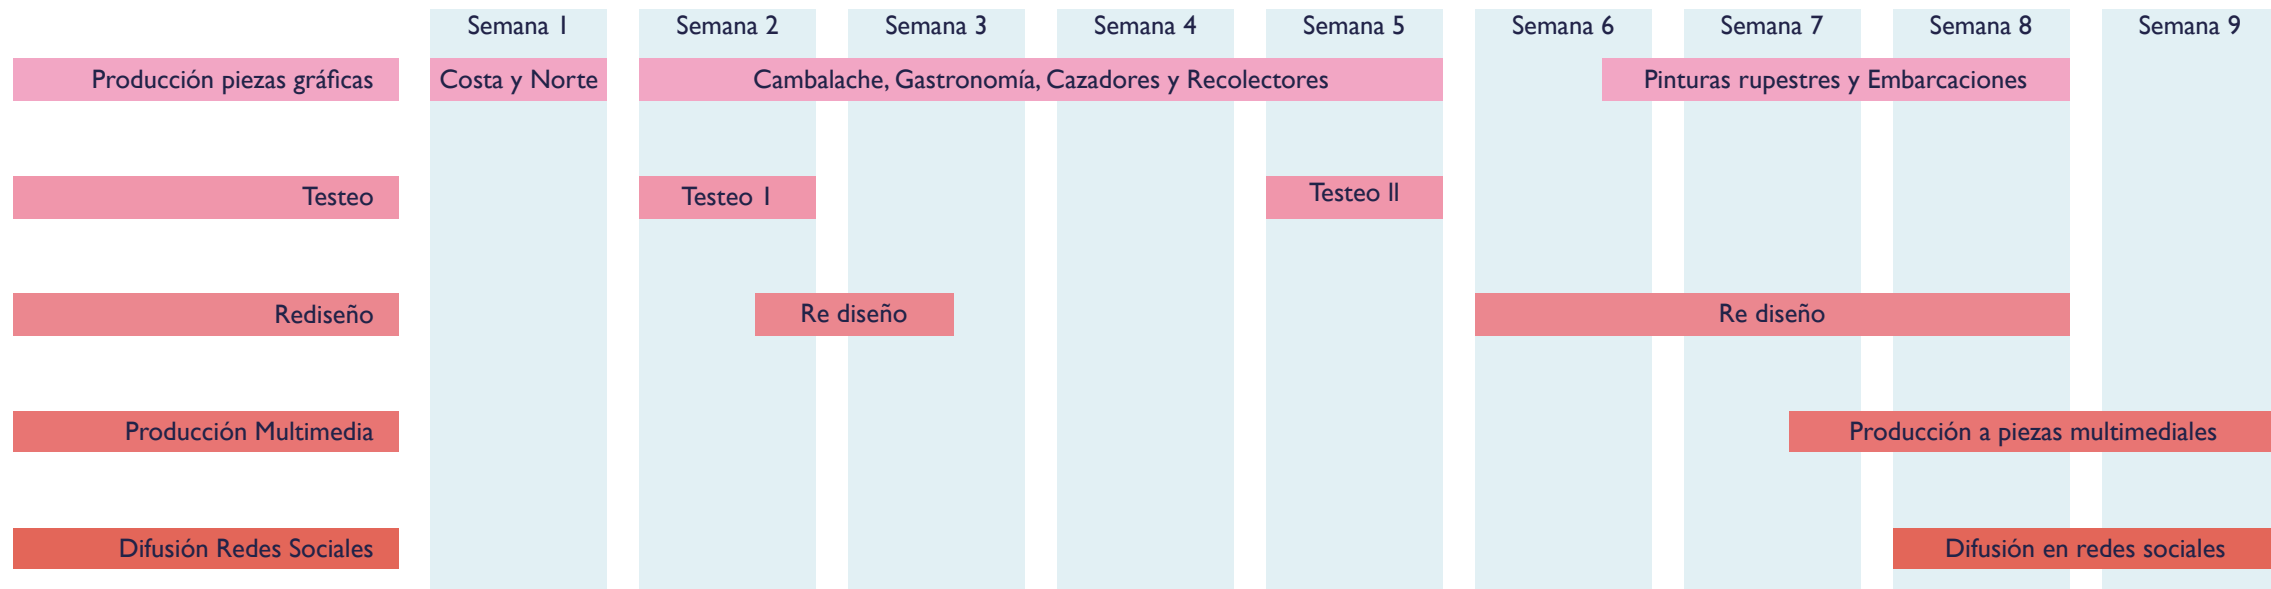 Semana 1 Semana 2 Semana 3 Semana 4 Semana 5 Semana 6 Semana 7 Semana 8 Semana 9
Producción piezas gráficas Costa y Norte Cambalache, Gastronomía, Cazadores y Recolectores Pinturas rupestres y Embarcaciones
Testeo Testeo 1 Testeo II
Rediseño Re diseño Re diseño
Producción Multimedia Producción a piezas multimediales
Difusión Redes Sociales Difusión en redes sociales